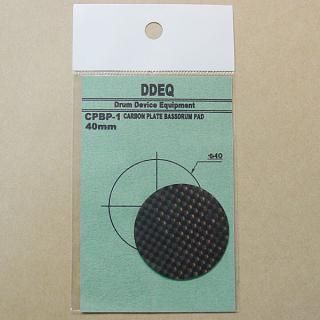 DDEQ
Drum Device Equipment
CPBP-1 CARBON PLATE BASSDRUM PAD
40mm
φ40